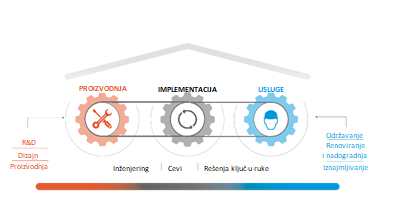 PROIZVODNJA
IMPLEMENTACIJA
USLUGE
R&D
Dizajn
Proizvodnja
Inženjering
Cevi
Rešenja ključ u ruke
Održavanje
Renoviranje
i nadogradnja
Iznajmljivanje